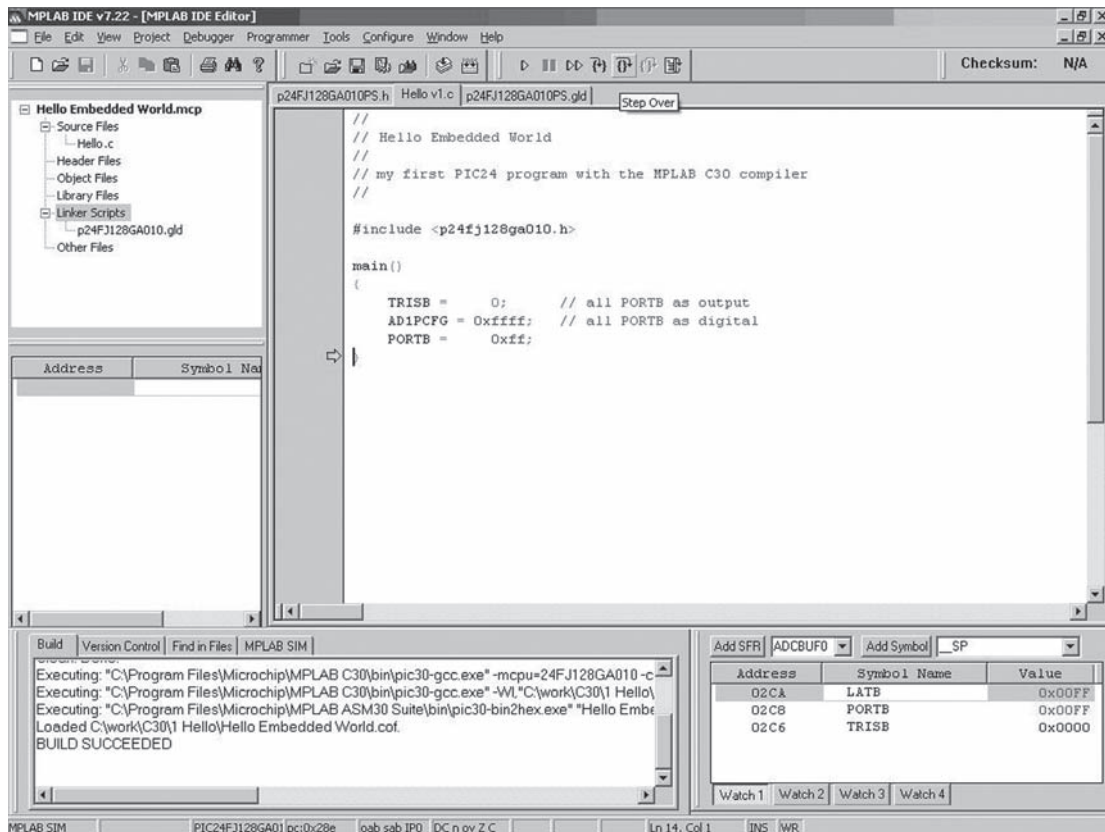 MPLAB IDE v7.22 - [MPLAB IDE Editor]
File Edit View Project Debugger Programmer Tools Configure Window Help
Checksum: N/A
Hello Embedded World.mcp
Source Files
Hello.c
Header Files
Object Files
Library Files
Linker Scripts
p24FJ128GA010.gld
Other Files
Address Symbol Nar
p24FJ128GA010PS.h Hello v1.c p24FJ128GA010PS.gld
Step Over
//
// Hello Embedded World
//
// my first PIC24 program with the MPLAB C30 compiler
//
#include <p24fj128ga010.h>
main()
{
TRISB = 0; // all PORTB as output
AD1PCFG = 0xffff; // all PORTB as digital
PORTB = 0xff;
}
Build Version Control Find in Files MPLAB SIM
Executing: "C:\Program Files\Microchip\MPLAB C30\bin\pic30-gcc.exe" -mcpu=24FJ128GA010 -c
Executing: "C:\Program Files\Microchip\MPLAB C30\bin\pic30-gcc.exe" -Wl,"C:\work\C30\1 Hello\
Executing: "C:\Program Files\Microchip\MPLAB ASM30 Suite\bin\pic30-bin2hex.exe" "Hello Embe
Loaded C:\work\C30\1 Hello\Hello Embedded World.cof.
BUILD SUCCEEDED
Add SFR ADCBUF0 Add Symbol __SP
Address Symbol Name Value
02CA LATB 0x00FF
02C8 PORTB 0x00FF
02C6 TRISB 0x0000
Watch 1 Watch 2 Watch 3 Watch 4
MPLAB SIM PIC24FJ128GA01 pc:0x28e oab sab IP0 DC n ov Z C Ln 14, Col 1 INS WR